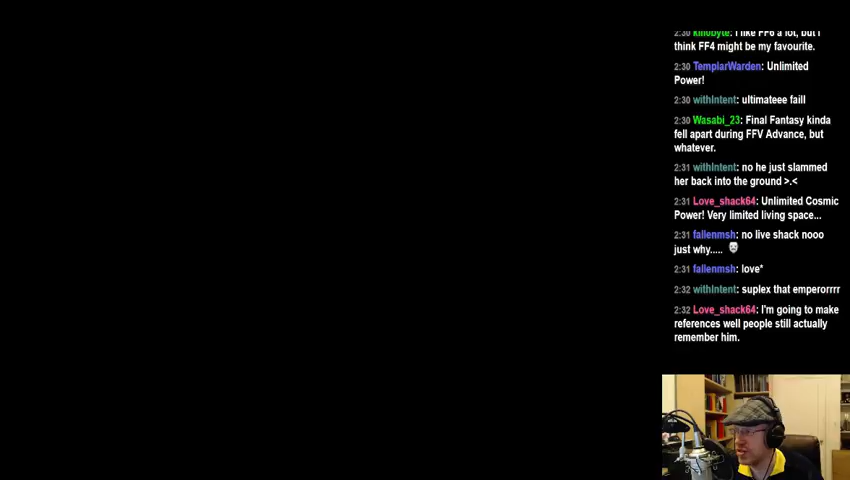 2:30 kinobyte: I like FF6 a lot, but I
think FF4 might be my favourite.
2:30 TemplarWarden: Unlimited
Power!
2:30 withIntent: ultimateee faill
2:30 Wasabi_23: Final Fantasy kinda
fell apart during FFV Advance, but
whatever.
2:31 withIntent: no he just slammed
her back into the ground >.<
2:31 Love_shack64: Unlimited Cosmic
Power! Very limited living space...
2:31 fallenmsh: no live shack nooo
just why.....
2:31 fallenmsh: love*
2:32 withIntent: suplex that emperorrrr
2:32 Love_shack64: I'm going to make
references well people still actually
remember him.